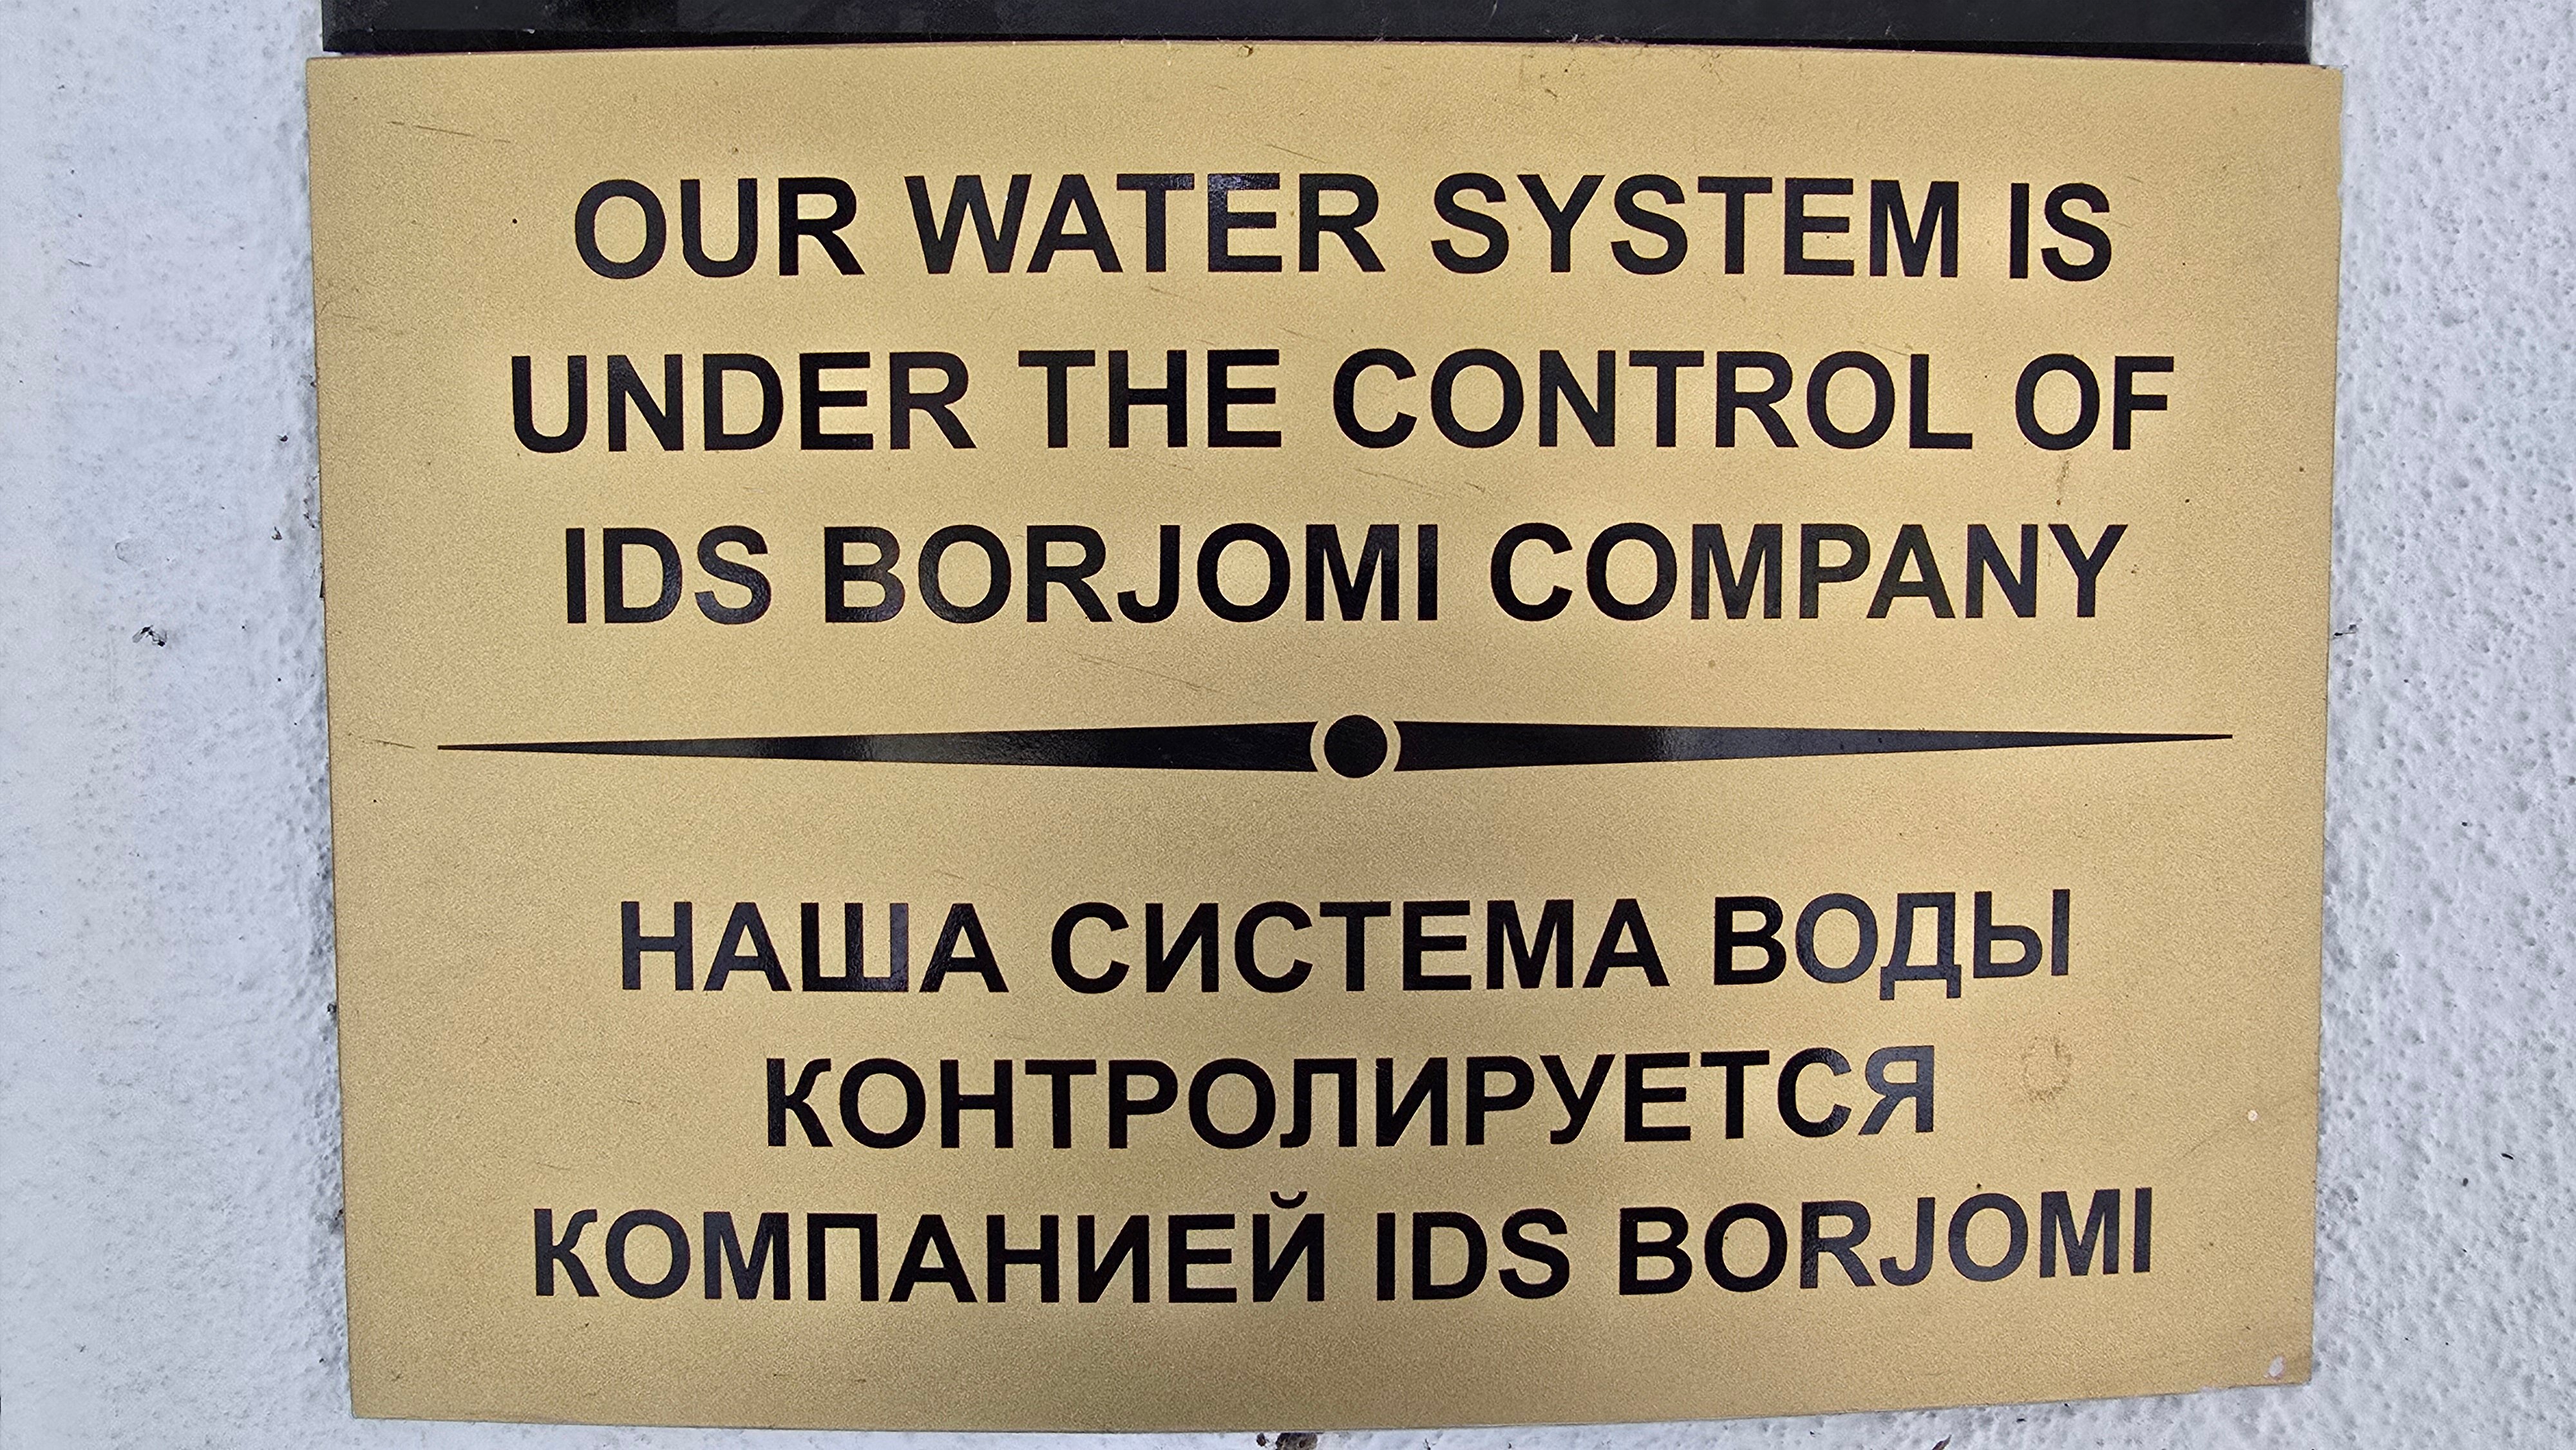 OUR WATER SYSTEM IS
UNDER THE CONTROL OF
IDS BORJOMI COMPANY
НАША СИСТЕМА ВОДЫ
КОНТРОЛИРУЕТСЯ
КОМПАНИЕЙ IDS BORJOMI